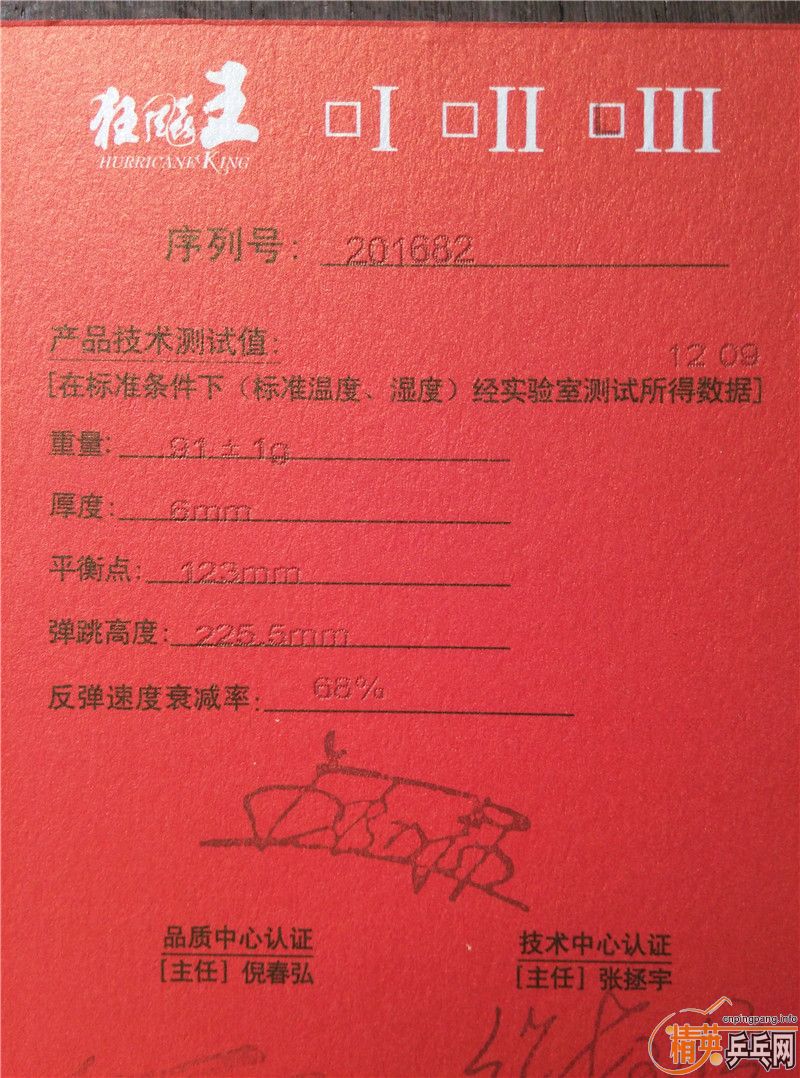 狂飚王 □I □II □III
HURRICANE KING
序列号: 201682
产品技术测试值:
12 09
[在标准条件下（标准温度、湿度）经实验室测试所得数据]
重量: 91 ± 1g
厚度: 6mm
平衡点: 123mm
弹跳高度: 225.5mm
反弹速度衰减率: 68%
品质中心认证 技术中心认证
[主任] 倪春弘 [主任] 张拯宇
cnpingpang.info
精英乒乓网